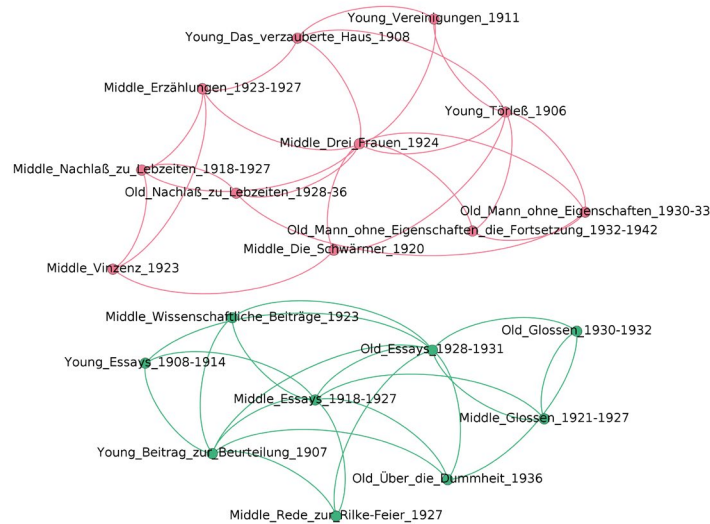 Young_Vereinigungen_1911
Young_Das_verzauberte_Haus_1908
Middle_Erzählungen_1923-1927
Young_Törleß_1906
Middle_Drei_Frauen_1924
Middle_Nachlaß_zu_Lebzeiten_1918-1927
Old_Nachlaß_zu_Lebzeiten_1928-36
Old_Mann_ohne_Eigenschaften_1930-33
Old_Mann_ohne_Eigenschaften_die_Fortsetzung_1932-1942
Middle_Die_Schwärmer_1920
Middle_Vinzenz_1923
Middle_Wissenschaftliche_Beiträge_1923
Old_Glossen_1930-1932
Old_Essays_1928-1931
Young_Essays_1908-1914
Middle_Essays_1918-1927
Middle_Glossen_1921-1927
Young_Beitrag_zur_Beurteilung_1907
Old_Über_die_Dummheit_1936
Middle_Rede_zur_Rilke-Feier_1927